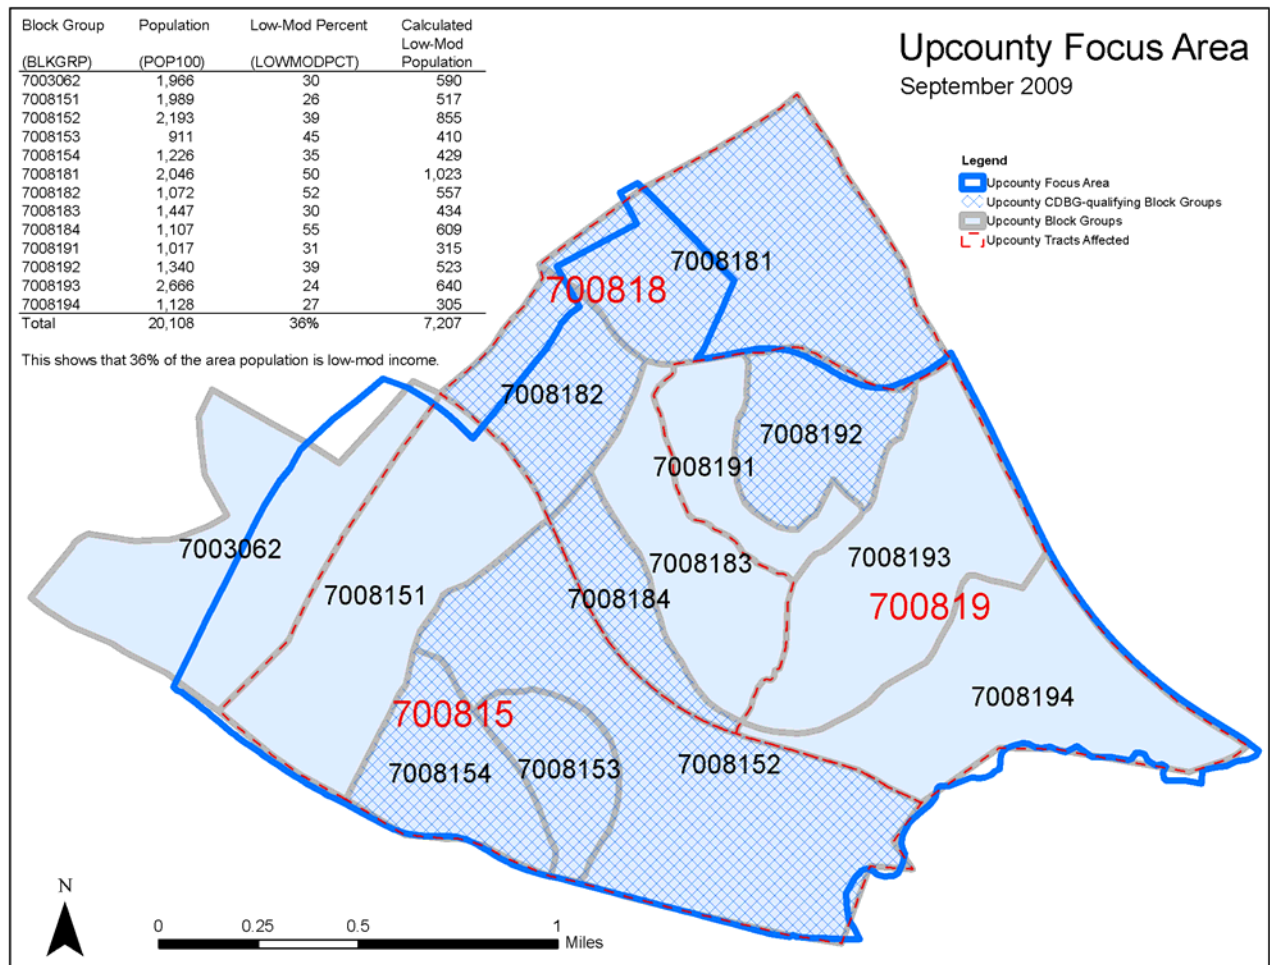 Block Group Population Low-Mod Percent Calculated
Low-Mod
(BLKGRP) (POP100) (LOWMODPCT) Population
7003062 1,966 30 590
7008151 1,989 26 517
7008152 2,193 39 855
7008153 911 45 410
7008154 1,226 35 429
7008181 2,046 50 1,023
7008182 1,072 52 557
7008183 1,447 30 434
7008184 1,107 55 609
7008191 1,017 31 315
7008192 1,340 39 523
7008193 2,666 24 640
7008194 1,128 27 305
Total 20,108 36% 7,207
This shows that 36% of the area population is low-mod income.
Upcounty Focus Area
September 2009
Legend
Upcounty Focus Area
Upcounty CDBG-qualifying Block Groups
Upcounty Block Groups
Upcounty Tracts Affected
7008181
700818
7008182
7008192
7008191
7003062
7008183
7008193
7008151
7008184
700819
7008194
700815
7008154
7008153
7008152
N
0 0.25 0.5 1
Miles